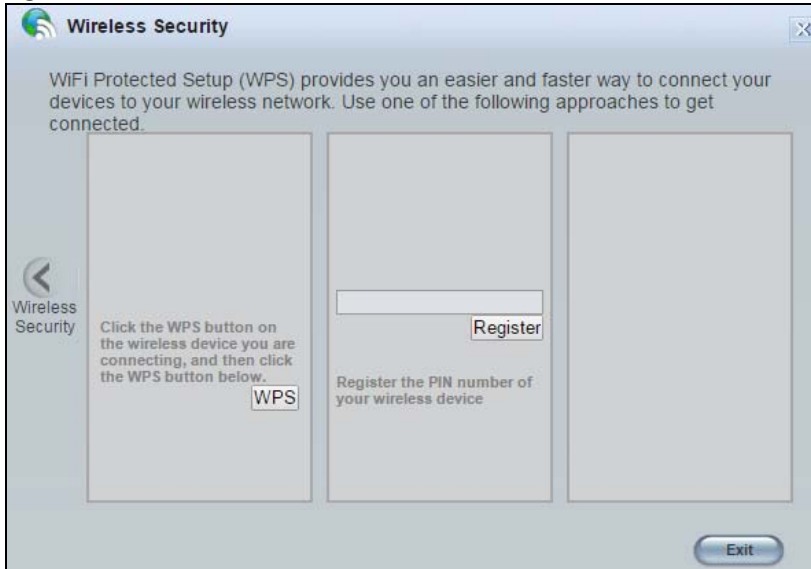 Wireless Security
WiFi Protected Setup (WPS) provides you an easier and faster way to connect your
devices to your wireless network. Use one of the following approaches to get
connected.
Wireless
Security
Click the WPS button on
the wireless device you are
connecting, and then click
the WPS button below.
WPS
Register
Register the PIN number of
your wireless device
Exit